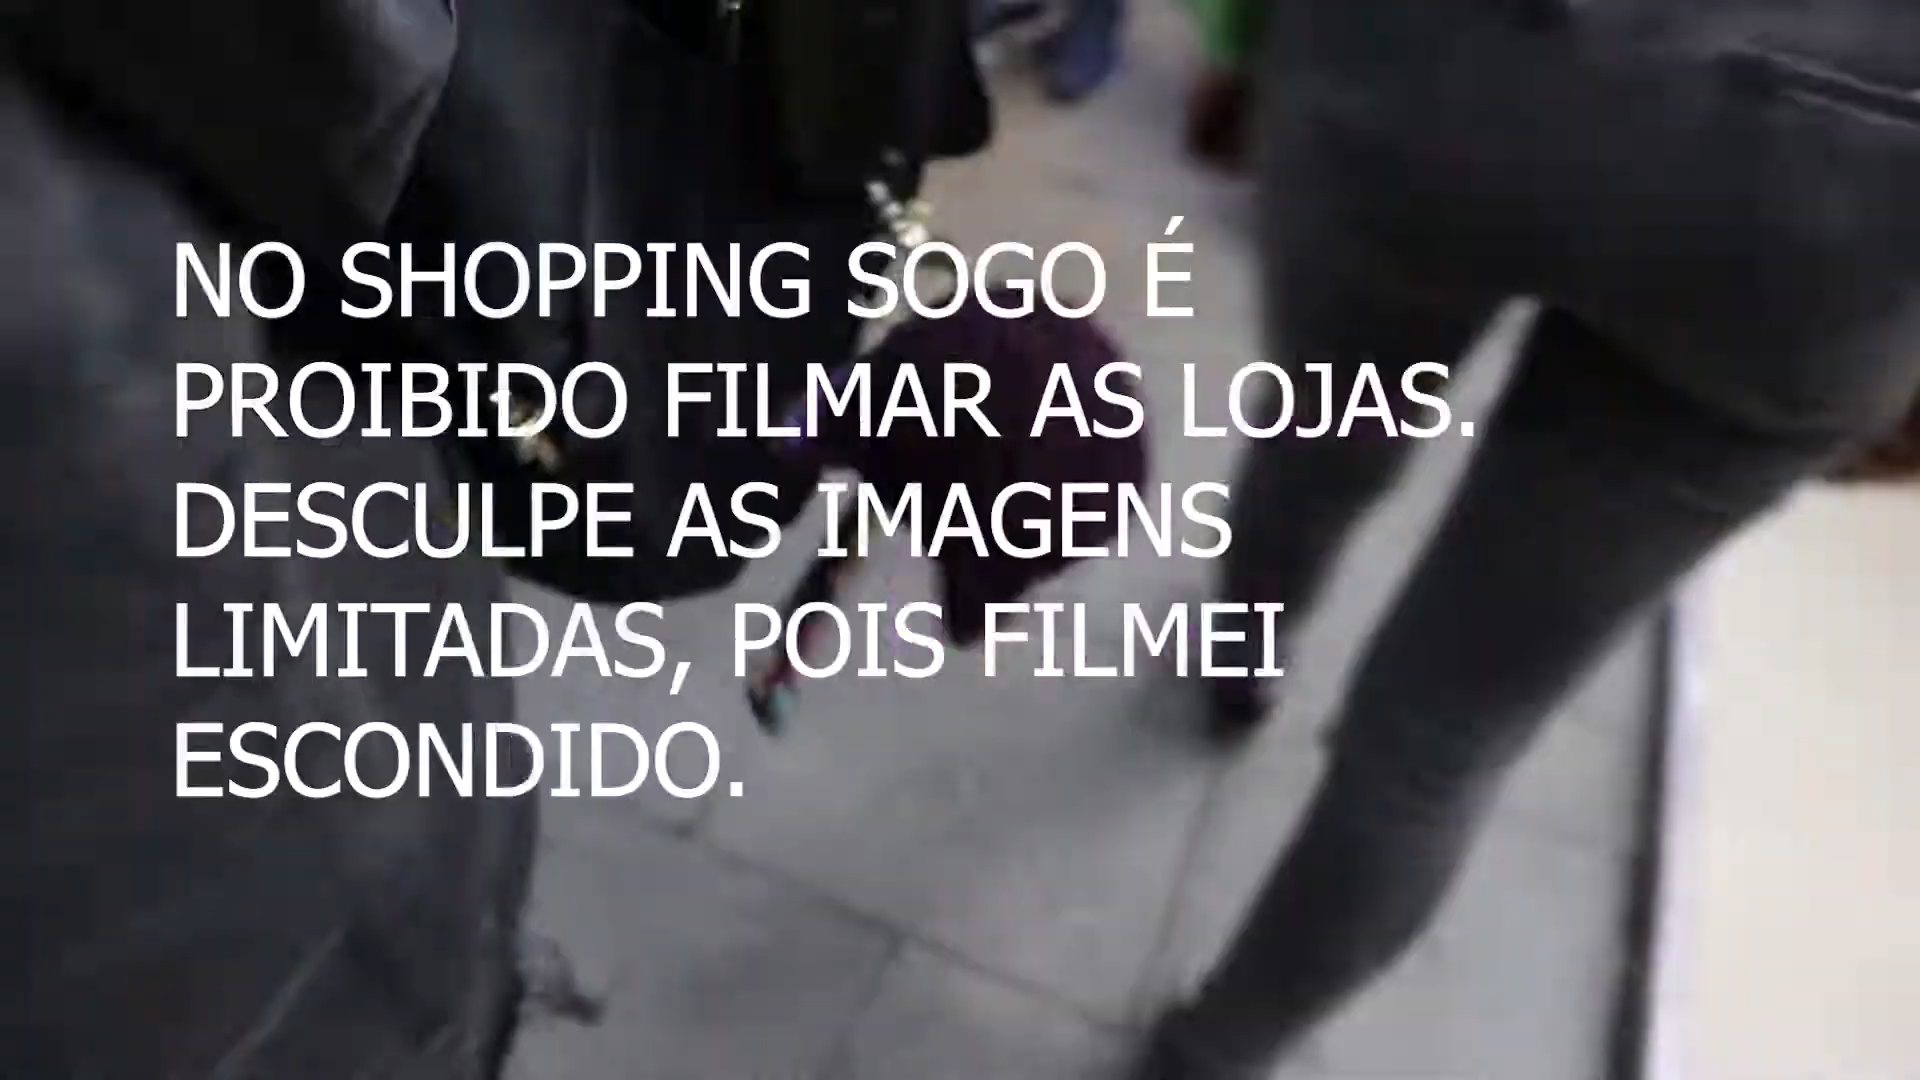 NO SHOPPING SOGO É
PROIBIDO FILMAR AS LOJAS.
DESCULPE AS IMAGENS
LIMITADAS, POIS FILMEI
ESCONDIDO.